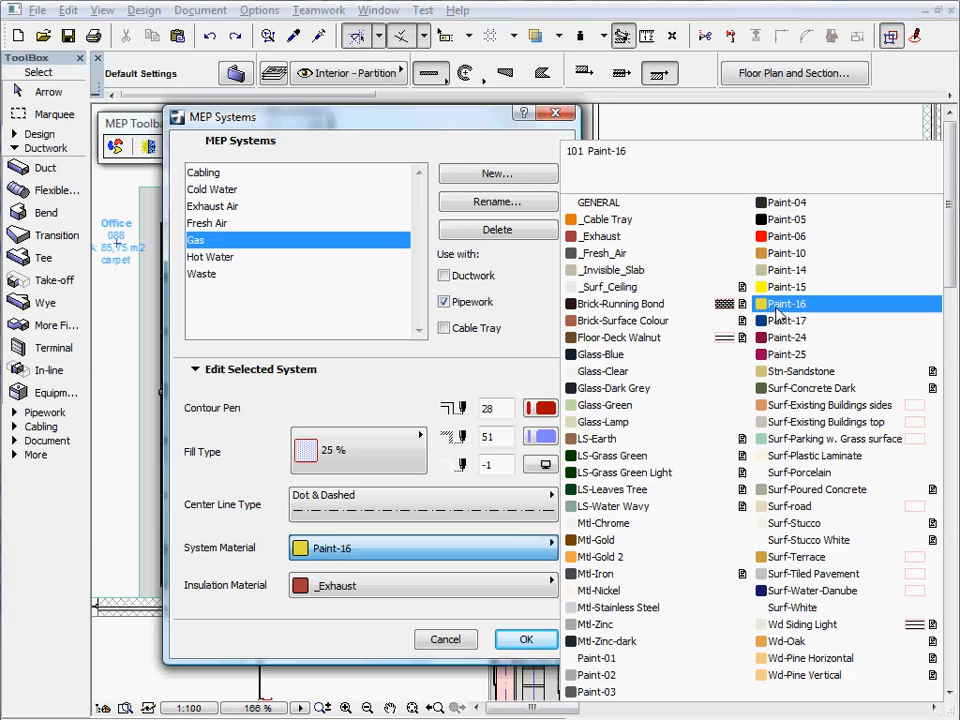 File Edit View Design Document Options Teamwork Window Test Help
ToolBox
Select
Arrow
Marquee
Design
Ductwork
Duct
Flexible...
Bend
Transition
Tee
Take-off
Wye
More Fi...
Terminal
In-line
Equipm...
Pipework
Cabling
Document
More
Default Settings
Interior - Partition
Floor Plan and Section...
MEP Toolba
Office
088
A: 85,75 m2
carpet
MEP Systems
MEP Systems
Cabling
Cold Water
Exhaust Air
Fresh Air
Gas
Hot Water
Waste
New...
Rename...
Delete
Use with:
Ductwork
Pipework
Cable Tray
Edit Selected System
Contour Pen
28
51
Fill Type
25 %
-1
Center Line Type
Dot & Dashed
System Material
Paint-16
Insulation Material
_Exhaust
Cancel
OK
101 Paint-16
GENERAL
_Cable Tray
_Exhaust
_Fresh_Air
_Invisible_Slab
_Surf_Ceiling
Brick-Running Bond
Brick-Surface Colour
Floor-Deck Walnut
Glass-Blue
Glass-Clear
Glass-Dark Grey
Glass-Green
Glass-Lamp
LS-Earth
LS-Grass Green
LS-Grass Green Light
LS-Leaves Tree
LS-Water Wavy
Mtl-Chrome
Mtl-Gold
Mtl-Gold 2
Mtl-Iron
Mtl-Nickel
Mtl-Stainless Steel
Mtl-Zinc
Mtl-Zinc-dark
Paint-01
Paint-02
Paint-03
Paint-04
Paint-05
Paint-06
Paint-10
Paint-14
Paint-15
Paint-16
Paint-17
Paint-24
Paint-25
Stn-Sandstone
Surf-Concrete Dark
Surf-Existing Buildings sides
Surf-Existing Buildings top
Surf-Parking w. Grass surface
Surf-Plastic Laminate
Surf-Porcelain
Surf-Poured Concrete
Surf-road
Surf-Stucco
Surf-Stucco White
Surf-Terrace
Surf-Tiled Pavement
Surf-Water-Danube
Surf-White
Wd Siding Light
Wd-Oak
Wd-Pine Horizontal
Wd-Pine Vertical
1:100
166 %